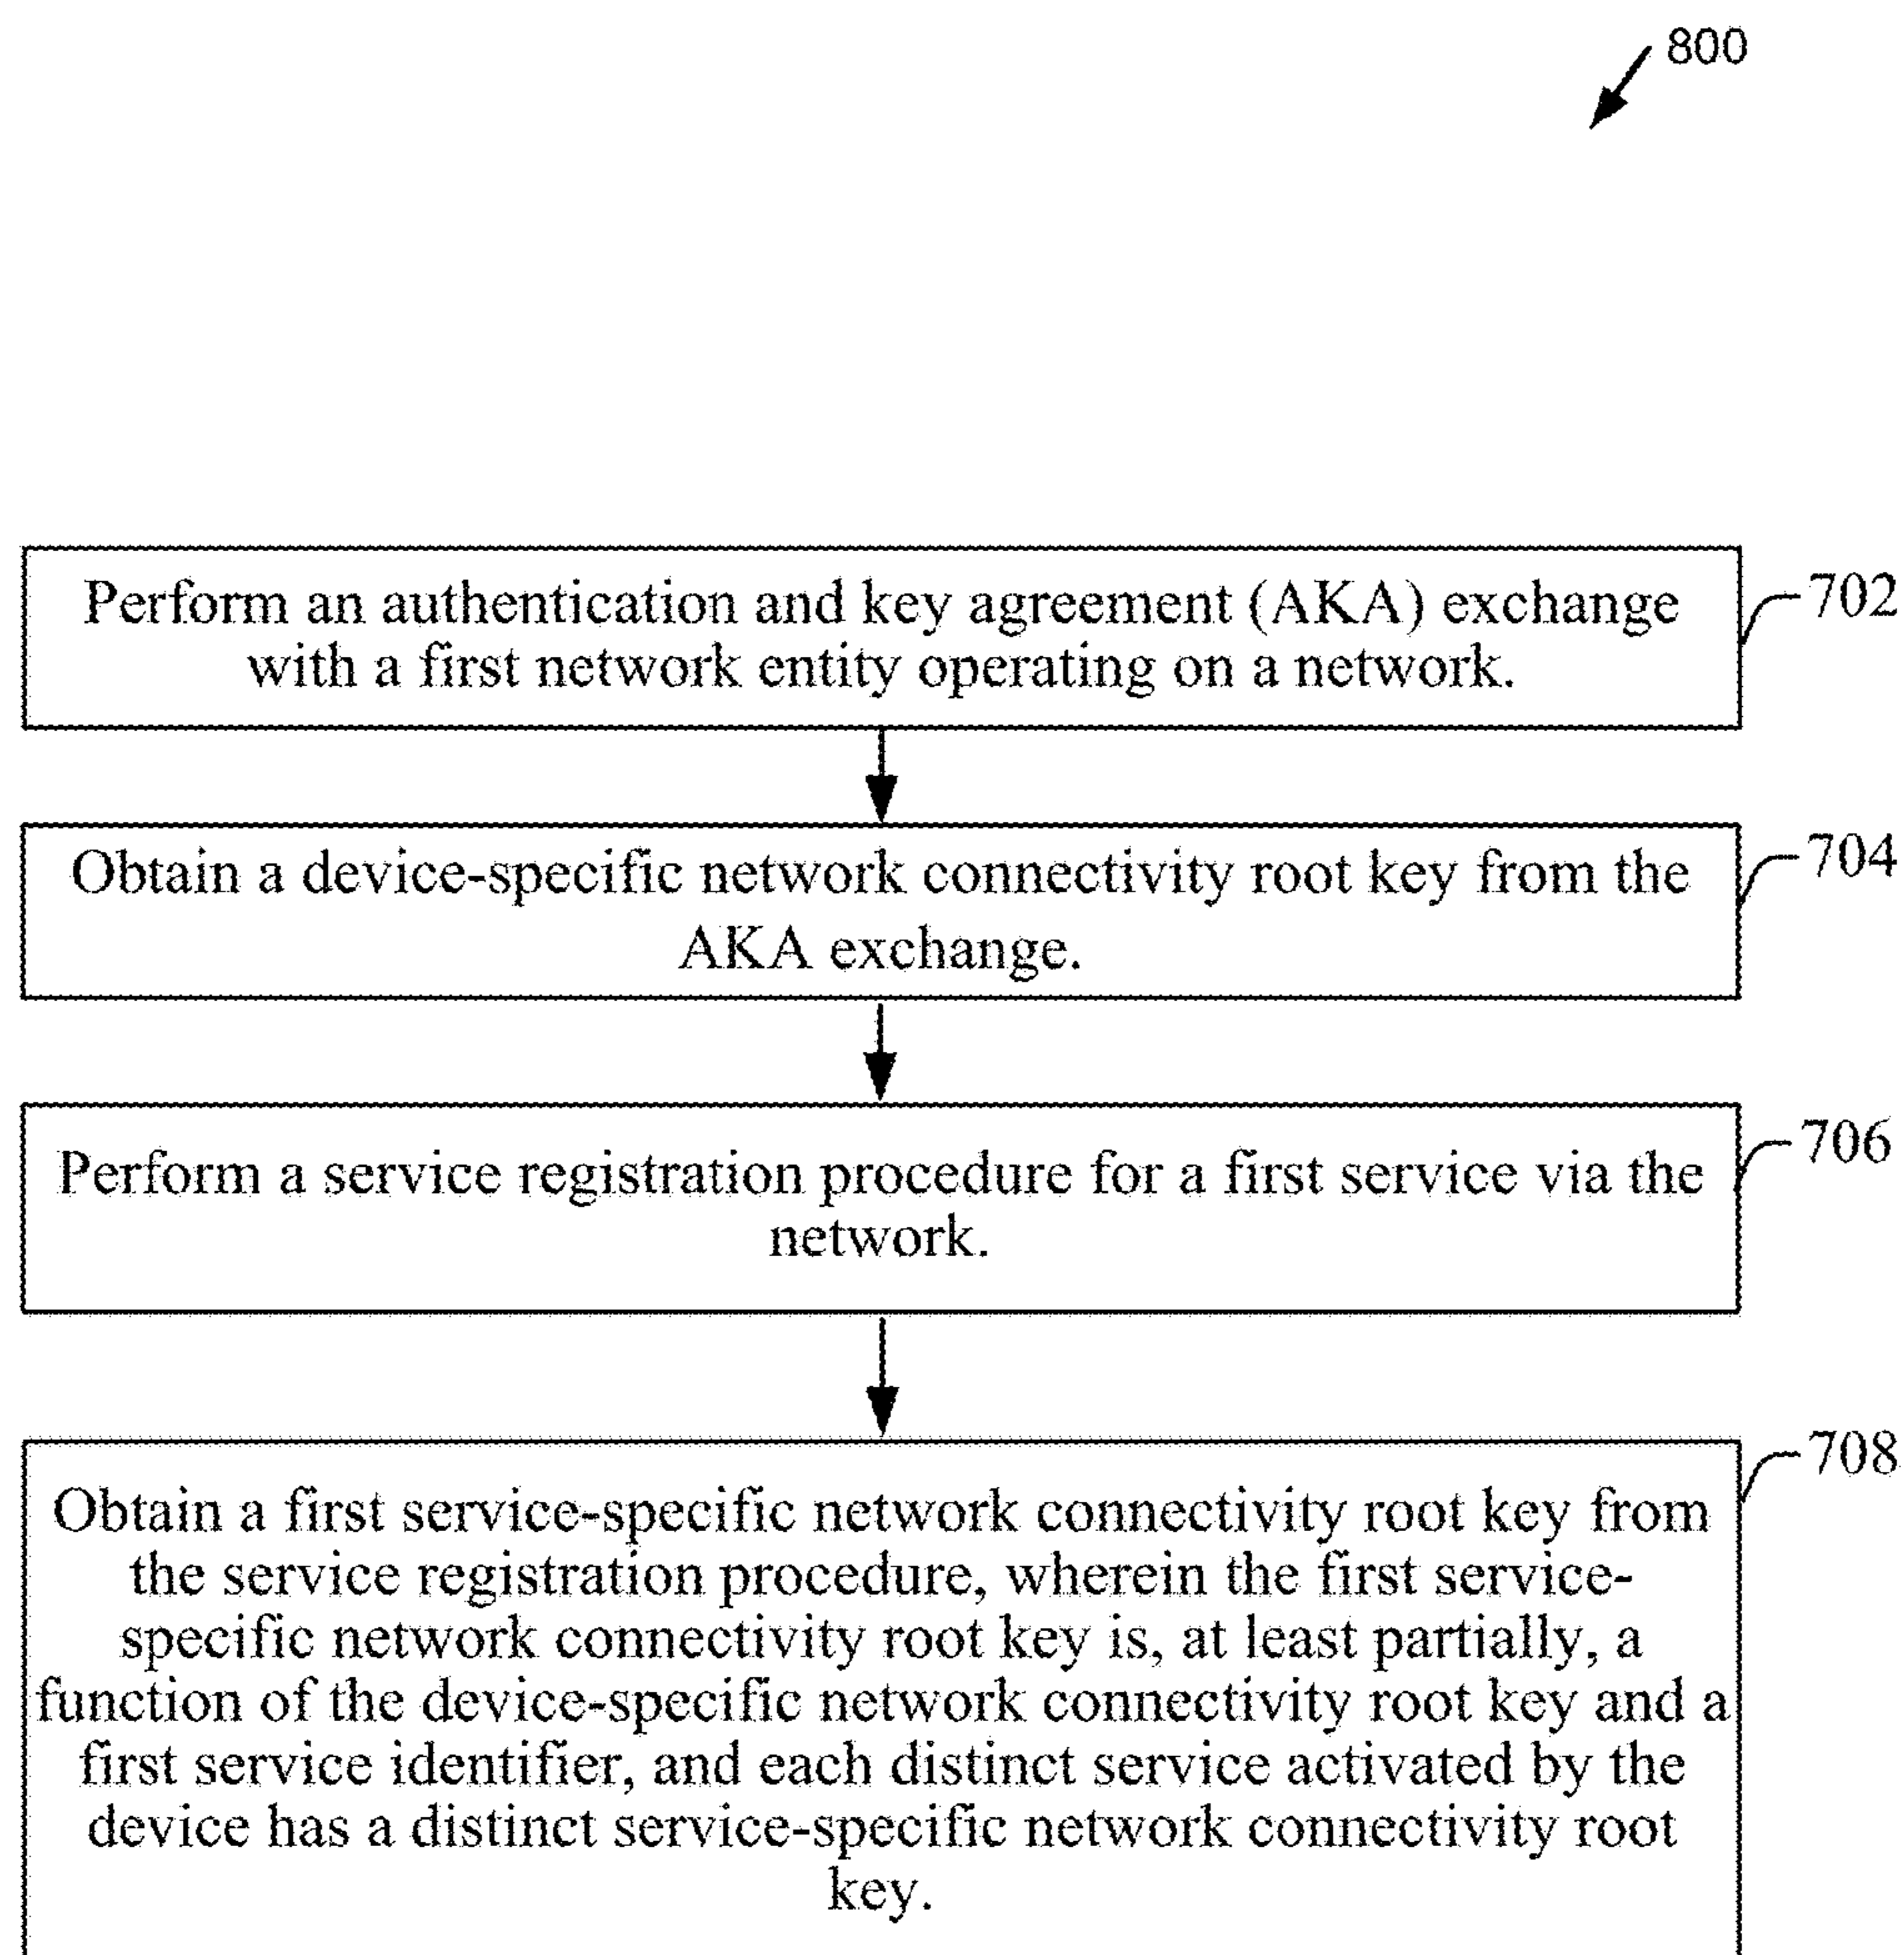 800
Perform an authentication and key agreement (AKA) exchange
with a first network entity operating on a network.
702
Obtain a device-specific network connectivity root key from the
AKA exchange.
704
Perform a service registration procedure for a first service via the
network.
706
Obtain a first service-specific network connectivity root key from
the service registration procedure, wherein the first service-
specific network connectivity root key is, at least partially, a
function of the device-specific network connectivity root key and a
first service identifier, and each distinct service activated by the
device has a distinct service-specific network connectivity root
key.
708